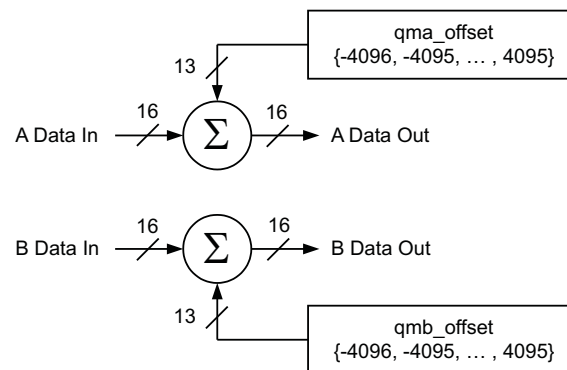 qma_offset
{-4096, -4095, … , 4095}
13
16
16
A Data In
Σ
A Data Out
16
16
B Data In
Σ
B Data Out
13
qmb_offset
{-4096, -4095, … , 4095}